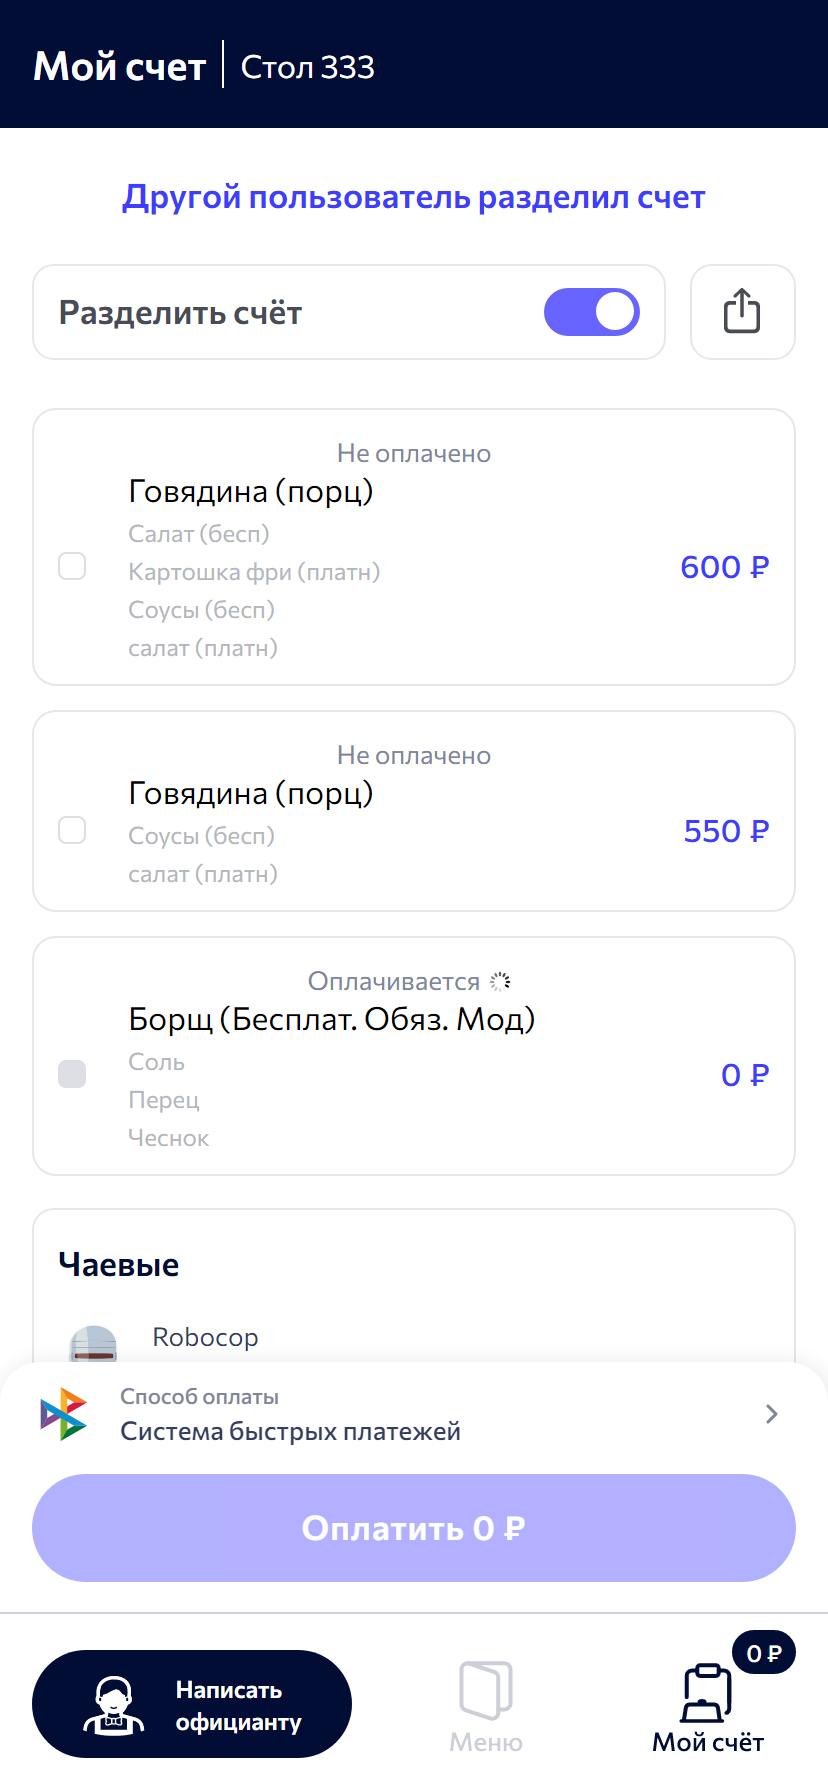 Мой счет
Стол 333
Другой пользователь разделил счет
Разделить счёт
Не оплачено
Говядина (порц)
Салат (бесп)
Картошка фри (платн)
Соусы (бесп)
салат (платн)
600 ₽
Не оплачено
Говядина (порц)
Соусы (бесп)
салат (платн)
550 ₽
Оплачивается
Борщ (Бесплат. Обяз. Мод)
Соль
Перец
Чеснок
0 ₽
Чаевые
Robocop
Способ оплаты
Система быстрых платежей
Оплатить 0 ₽
Написать
официанту
Меню
0 ₽
Мой счёт